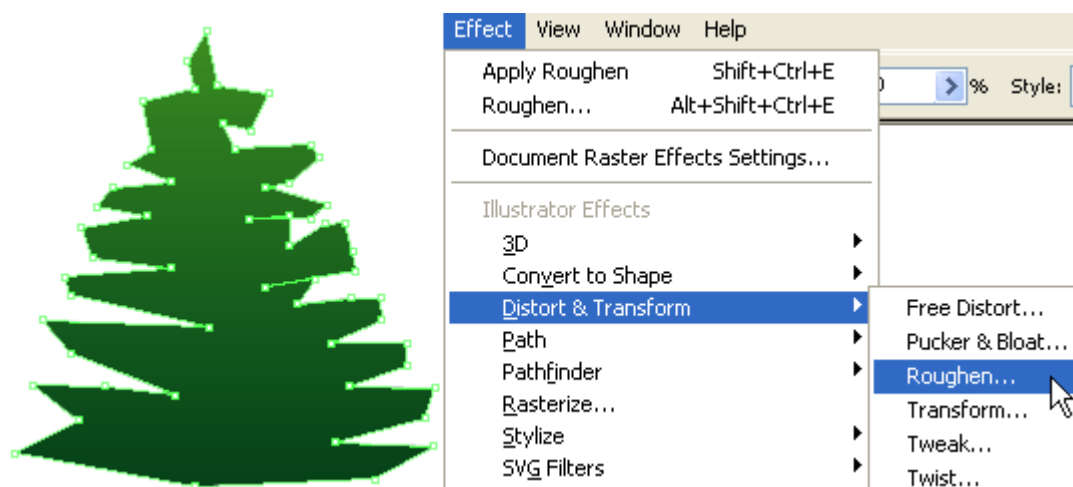 Effect View Window Help
Apply Roughen Shift+Ctrl+E
Roughen... Alt+Shift+Ctrl+E
% Style:
Document Raster Effects Settings...
Illustrator Effects
3D
Convert to Shape
Distort & Transform
Path
Pathfinder
Rasterize...
Stylize
SVG Filters
Free Distort...
Pucker & Bloat...
Roughen...
Transform...
Tweak...
Twist...